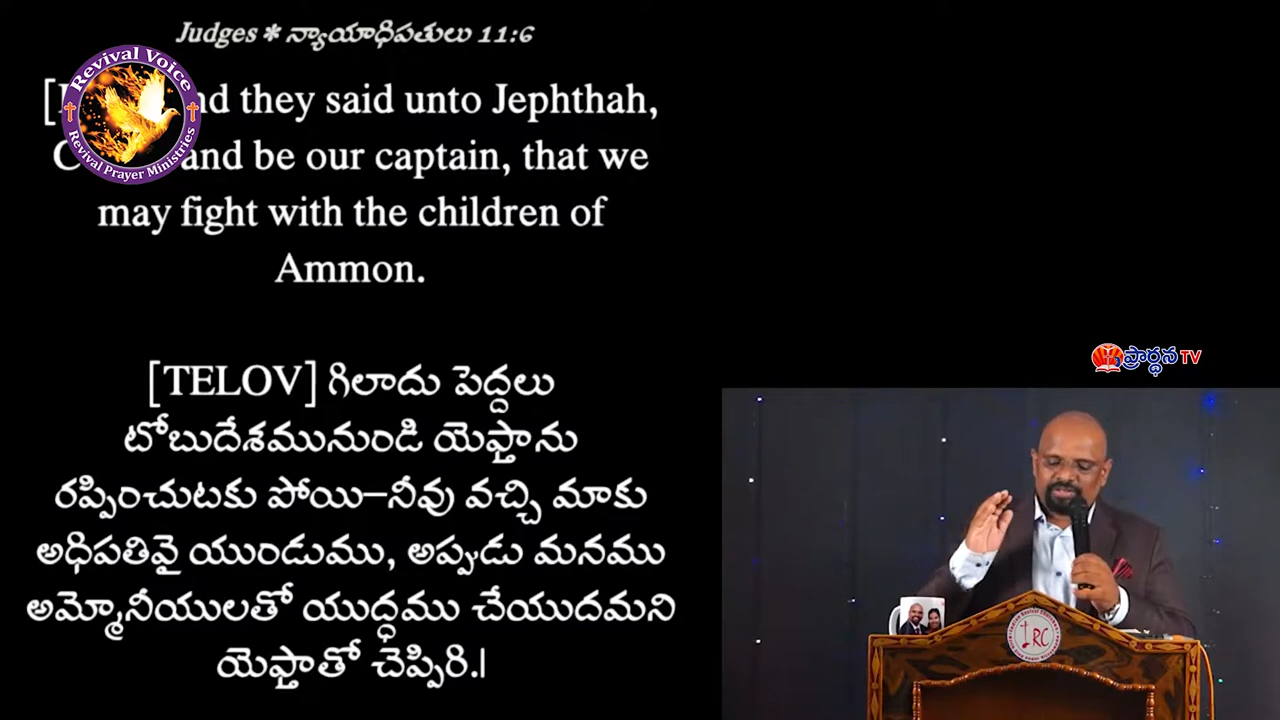 Judges * న్యాయాధిపతులు 11:6
nd they said unto Jephthah,
and be our captain, that we
may fight with the children of
Ammon.
[TELOV] గిలాదు పెద్దలు
టోబుదేశమునుండి యెఫ్తాను
రప్పించుటకు పోయి—నీవు వచ్చి మాకు
అధిపతివై యుండుము, అప్పుడు మనము
అమ్మోనీయులతో యుద్ధము చేయుదమని
యెఫ్తాతో చెప్పిరి.|
Revival Voice
Revival Prayer Ministries
ప్రార్థన TV
RC